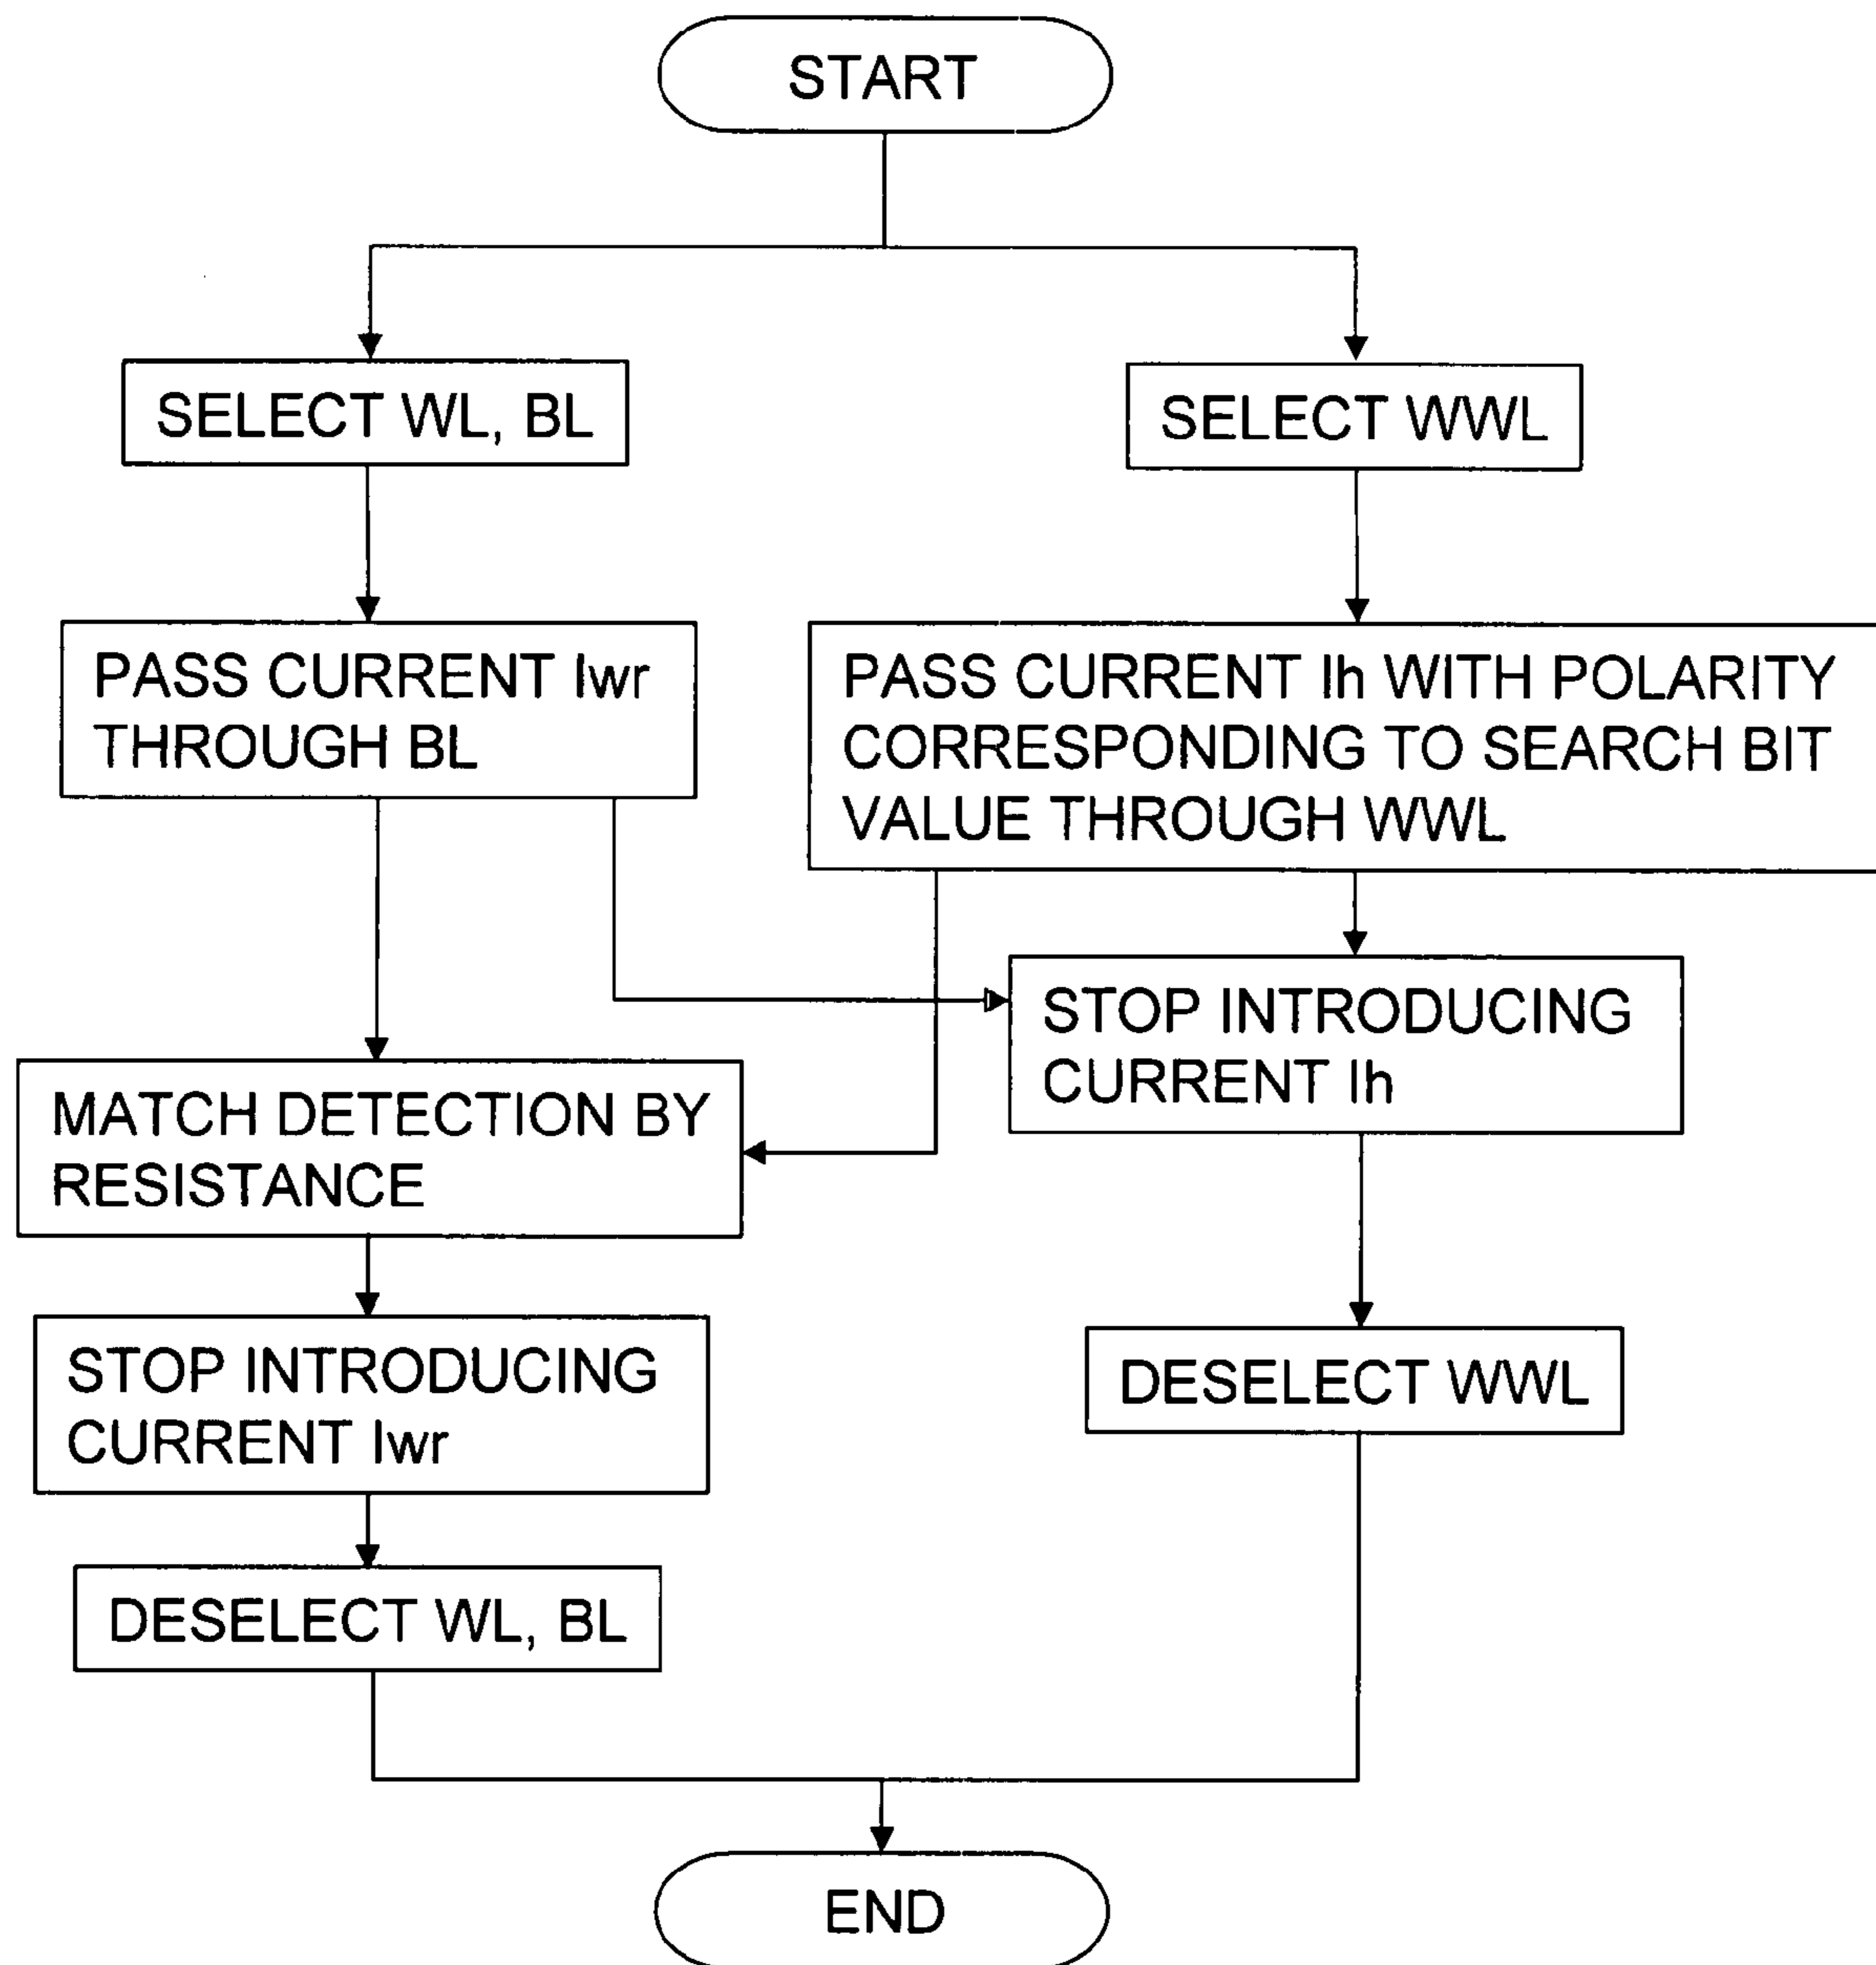 START
SELECT WL, BL
SELECT WWL
PASS CURRENT Iwr
THROUGH BL
PASS CURRENT Ih WITH POLARITY
CORRESPONDING TO SEARCH BIT
VALUE THROUGH WWL
STOP INTRODUCING
CURRENT Ih
MATCH DETECTION BY
RESISTANCE
STOP INTRODUCING
CURRENT Iwr
DESELECT WWL
DESELECT WL, BL
END